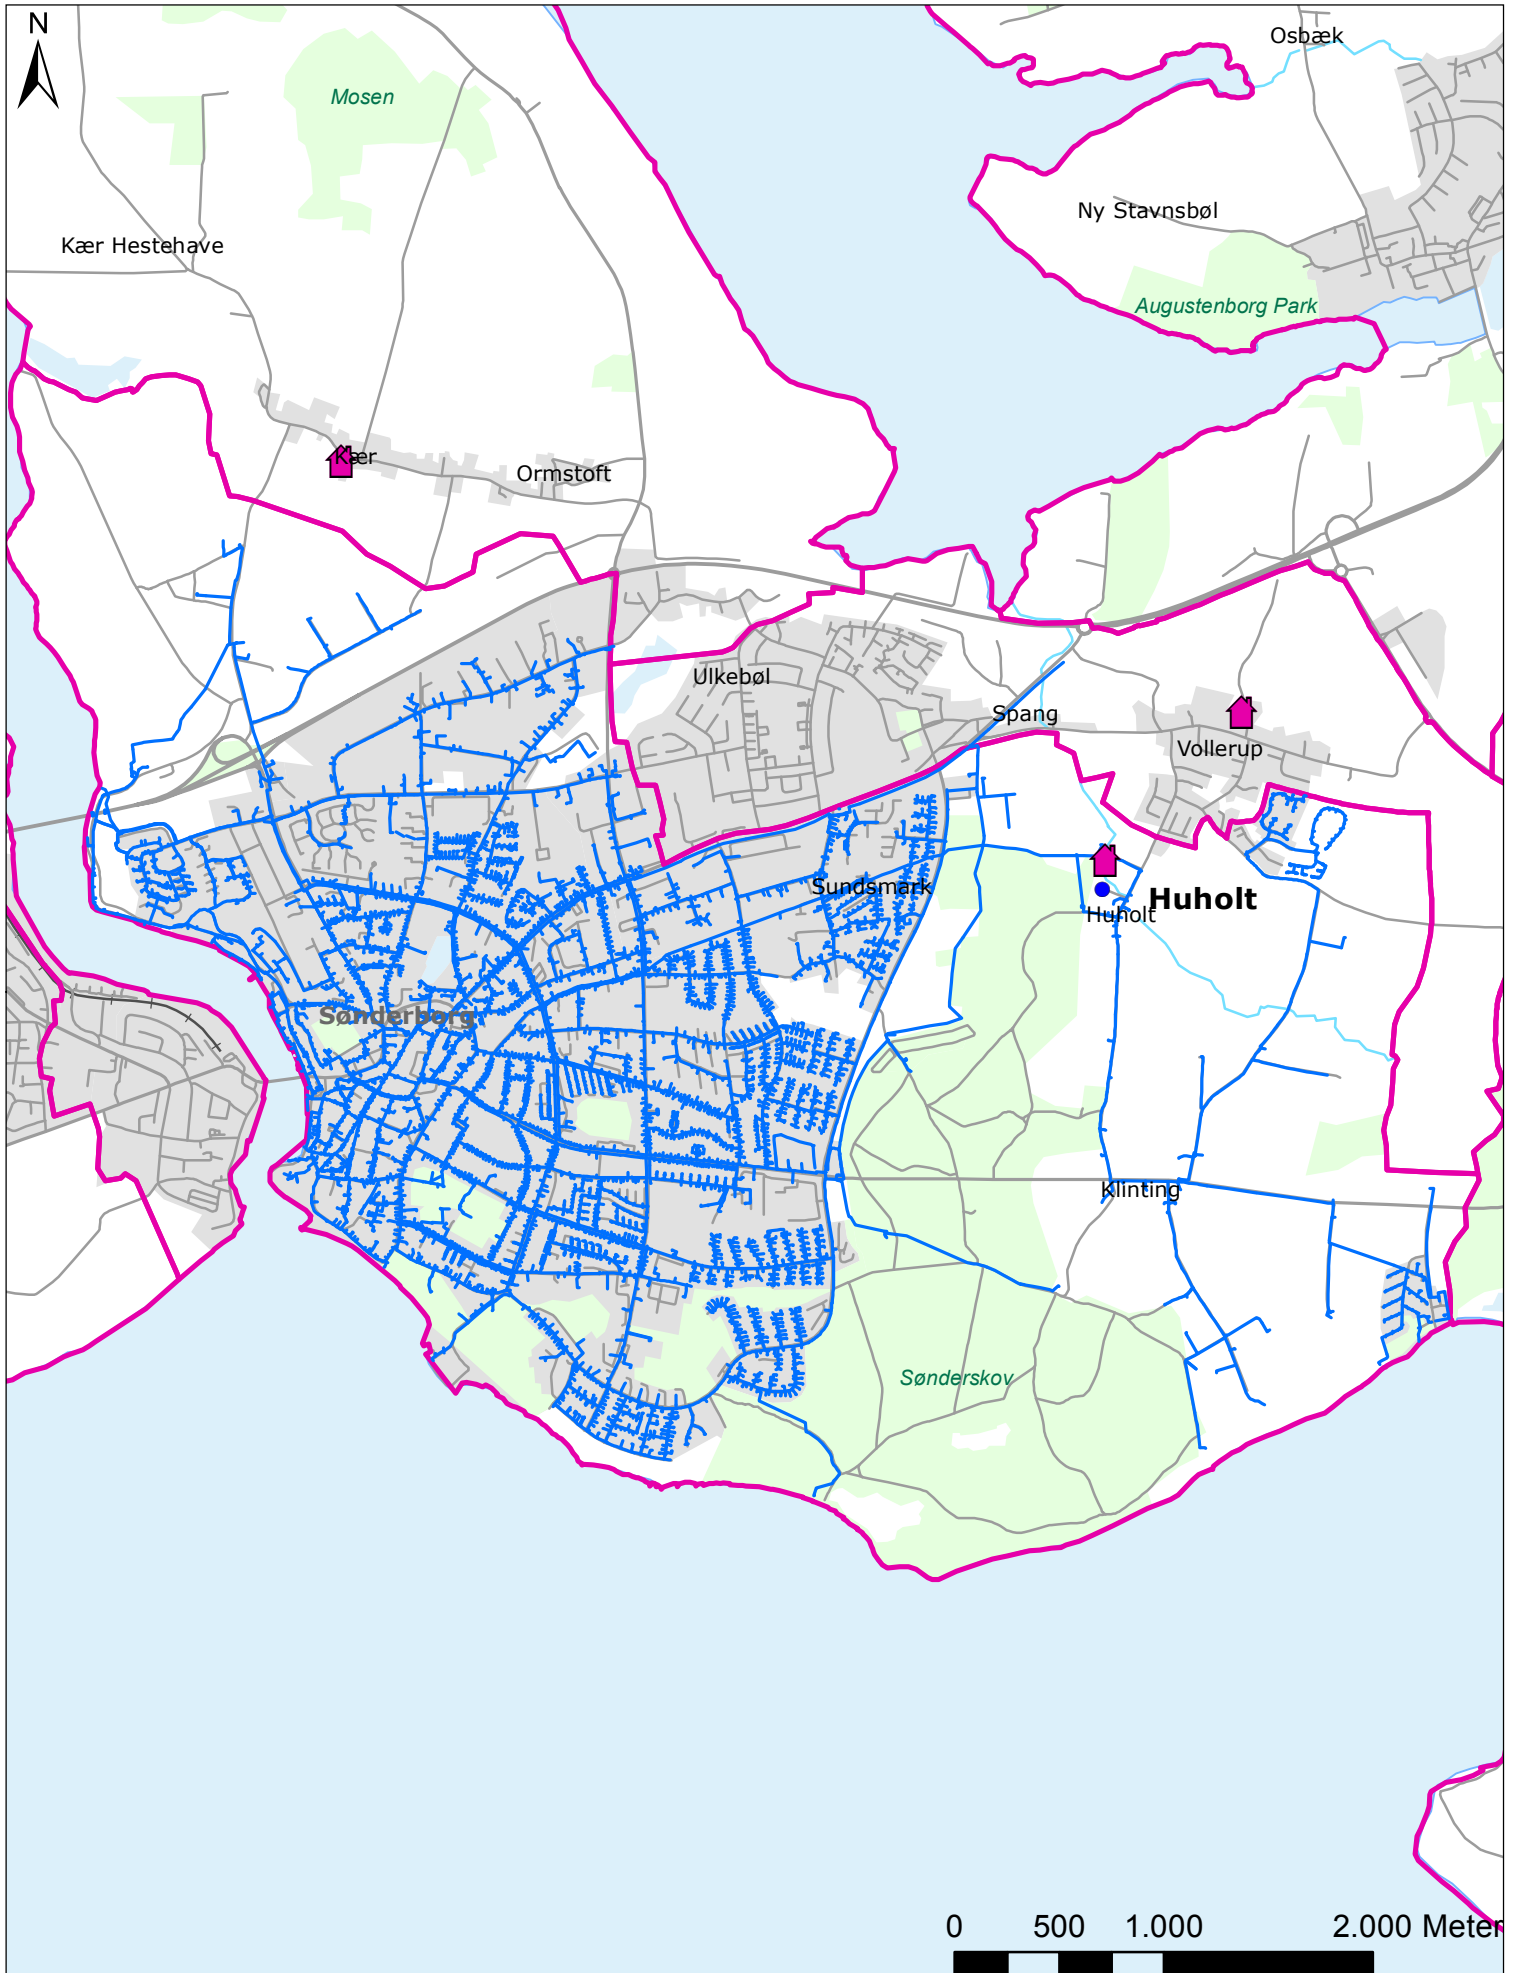 N
Osbæk
Mosen
Ny Stavnsbøl
Kær Hestehave
Augustenborg Park
Kær
Ormstoft
Ulkebøl
Spang
Vollerup
Sundsmark
Huholt
Huholt
Sønderborg
Klinting
Sønderskov
0 500 1.000 2.000 Meter